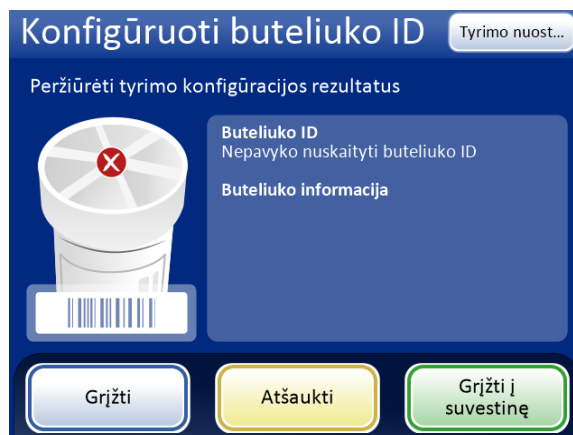 Konfigūruoti buteliuko ID
Tyrimo nuost...
Peržiūrėti tyrimo konfigūracijos rezultatus
Buteliuko ID
Nepavyko nuskaityti buteliuko ID
Buteliuko informacija
Grįžti
Atšaukti
Grįžti į
suvestinę